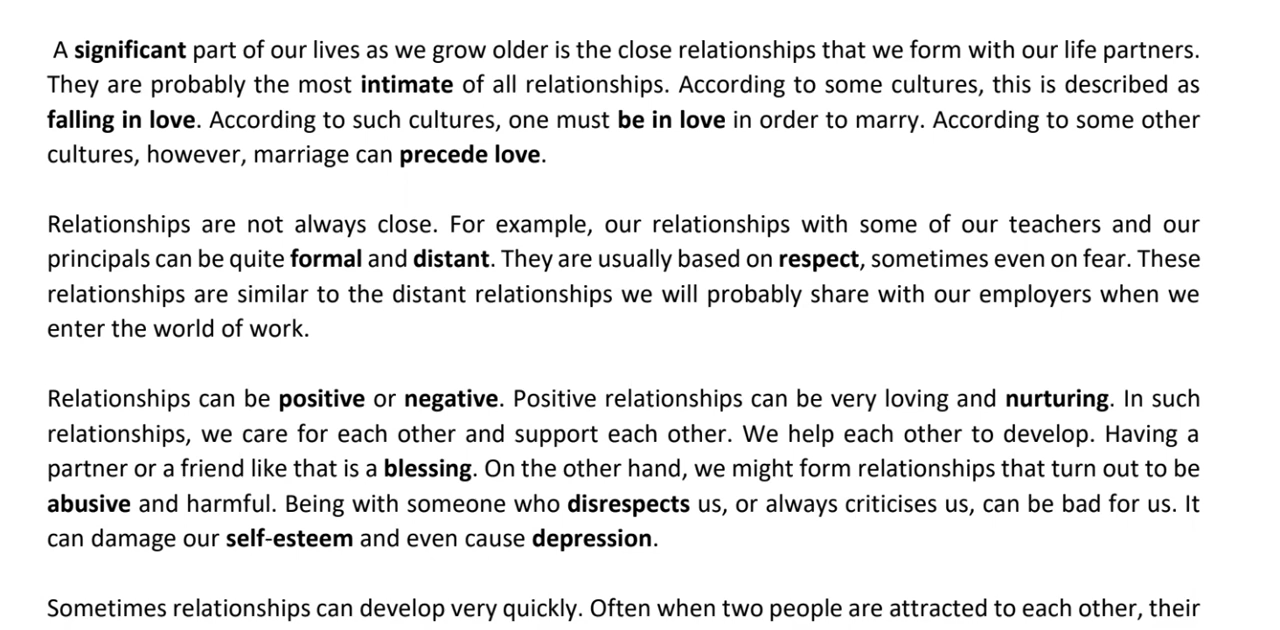 A significant part of our lives as we grow older is the close relationships that we form with our life partners.
They are probably the most intimate of all relationships. According to some cultures, this is described as
falling in love. According to such cultures, one must be in love in order to marry. According to some other
cultures, however, marriage can precede love.
Relationships are not always close. For example, our relationships with some of our teachers and our
principals can be quite formal and distant. They are usually based on respect, sometimes even on fear. These
relationships are similar to the distant relationships we will probably share with our employers when we
enter the world of work.
Relationships can be positive or negative. Positive relationships can be very loving and nurturing. In such
relationships, we care for each other and support each other. We help each other to develop. Having a
partner or a friend like that is a blessing. On the other hand, we might form relationships that turn out to be
abusive and harmful. Being with someone who disrespects us, or always criticises us, can be bad for us. It
can damage our self-esteem and even cause depression.
Sometimes relationships can develop very quickly. Often when two people are attracted to each other, their